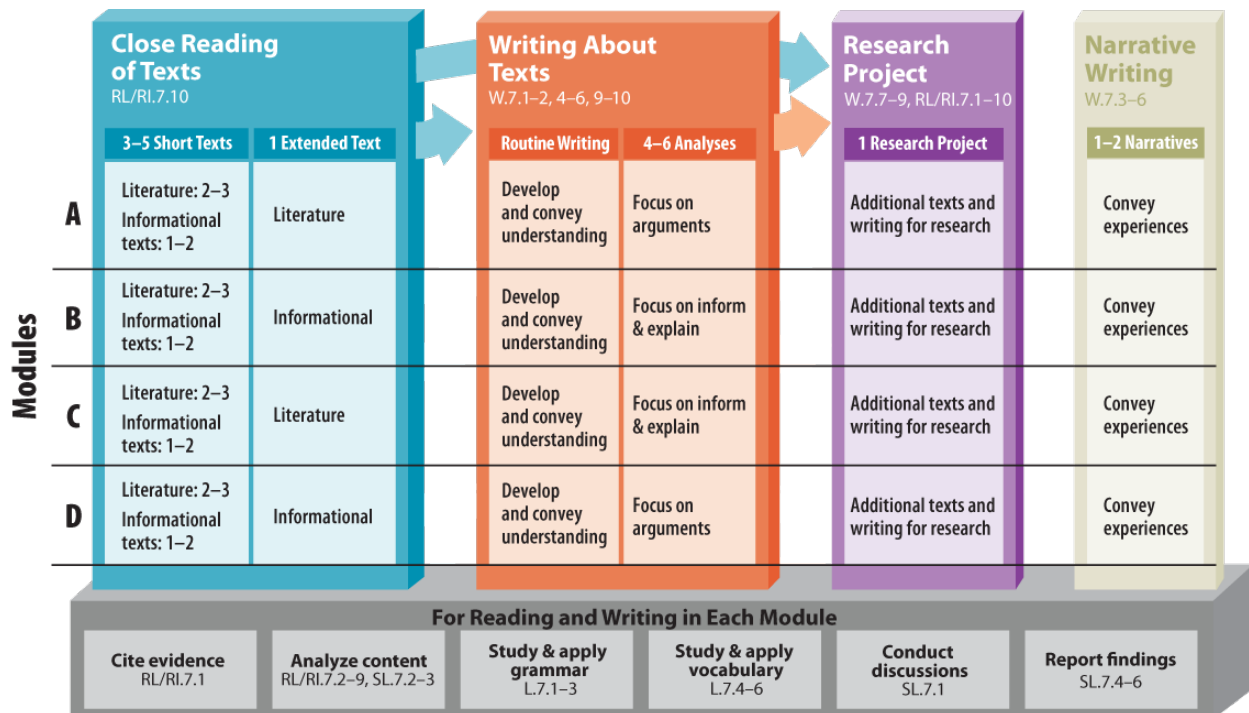 Close Reading
of Texts
RL/RI.7.10
Writing About
Texts
W.7.1–2, 4–6, 9–10
Research
Project
W.7.7–9, RL/RI.7.1–10
Narrative
Writing
W.7.3–6
3–5 Short Texts
1 Extended Text
Routine Writing
4–6 Analyses
1 Research Project
1–2 Narratives
Modules
A
Literature: 2–3
Informational
texts: 1–2
Literature
Develop
and convey
understanding
Focus on
arguments
Additional texts and
writing for research
Convey
experiences
B
Literature: 2–3
Informational
texts: 1–2
Informational
Develop
and convey
understanding
Focus on inform
& explain
Additional texts and
writing for research
Convey
experiences
C
Literature: 2–3
Informational
texts: 1–2
Literature
Develop
and convey
understanding
Focus on inform
& explain
Additional texts and
writing for research
Convey
experiences
D
Literature: 2–3
Informational
texts: 1–2
Informational
Develop
and convey
understanding
Focus on
arguments
Additional texts and
writing for research
Convey
experiences
For Reading and Writing in Each Module
Cite evidence
RL/RI.7.1
Analyze content
RL/RI.7.2–9, SL.7.2–3
Study & apply
grammar
L.7.1–3
Study & apply
vocabulary
L.7.4–6
Conduct
discussions
SL.7.1
Report findings
SL.7.4–6